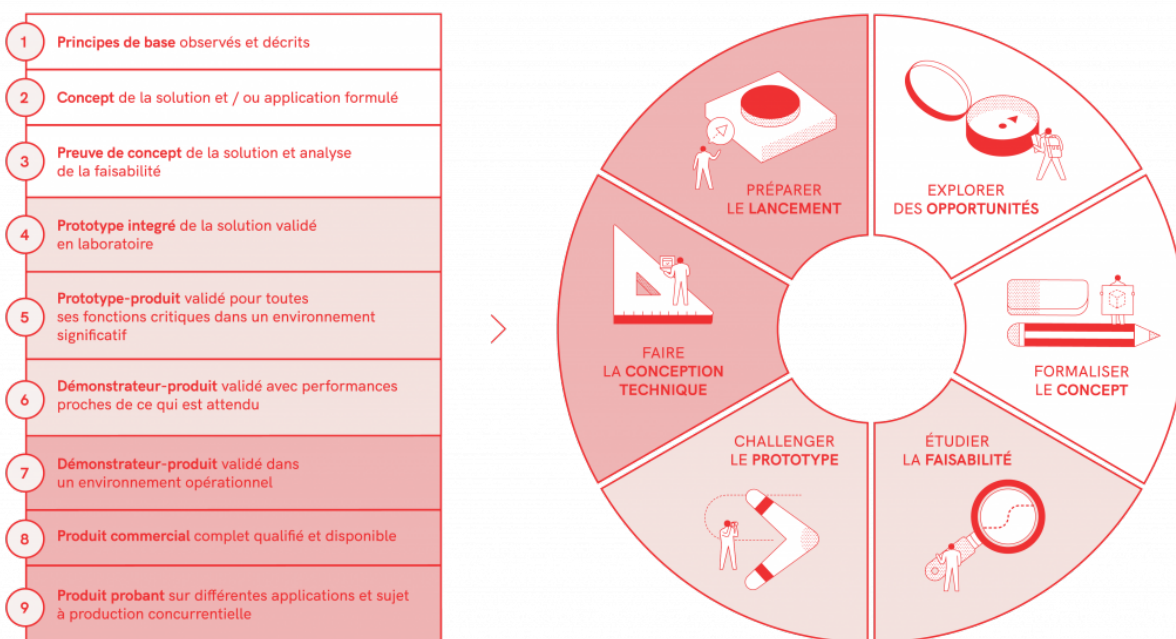 1
Principes de base observés et décrits
2
Concept de la solution et / ou application formulé
3
Preuve de concept de la solution et analyse
de la faisabilité
4
Prototype integré de la solution validé
en laboratoire
5
Prototype-produit validé pour toutes
ses fonctions critiques dans un environnement
significatif
6
Démonstrateur-produit validé avec performances
proches de ce qui est attendu
7
Démonstrateur-produit validé dans
un environnement opérationnel
8
Produit commercial complet qualifié et disponible
9
Produit probant sur différentes applications et sujet
à production concurrentielle
EXPLORER
DES OPPORTUNITÉS
FORMALISER
LE CONCEPT
ÉTUDIER
LA FAISABILITÉ
CHALLENGER
LE PROTOTYPE
FAIRE
LA CONCEPTION
TECHNIQUE
PRÉPARER
LE LANCEMENT